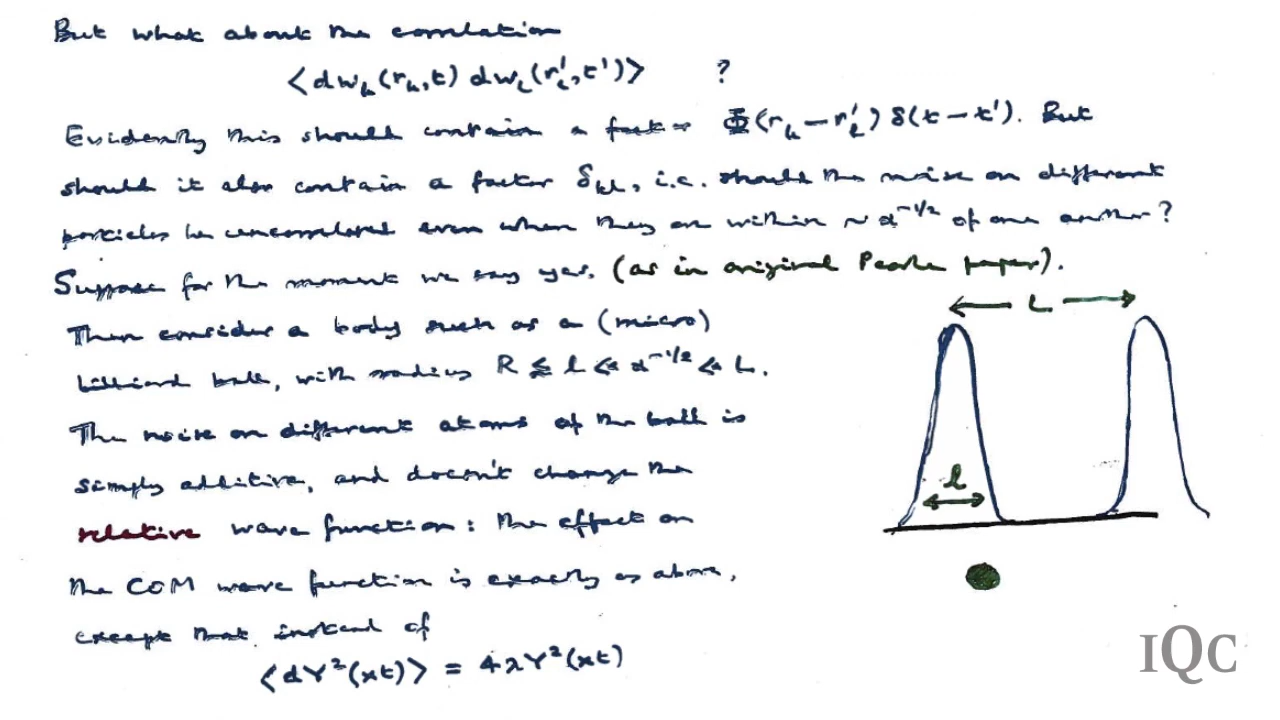 But what about the correlation
<dw_k(r_k,t) dw_l(r'_l,t')> ?
Evidently this should contain a factor Φ(r_k − r'_l) δ(t − t'). But
should it also contain a factor δ_kl, i.e. should the noise on different
particles be uncorrelated even when they are within ~ α^-1/2 of one another?
Suppose for the moment we say yes. (as in original Pearle paper).
Then consider a body such as a (micro)
billiard ball, with radius R ≲ l << α^-1/2 << L.
The noise on different atoms of the ball is
simply additive, and doesn't change the
relative wave function: the effect on
the COM wave function is exactly as above,
except that instead of
<dY²(xt)> = 4λY²(xt)
L
l
IQC